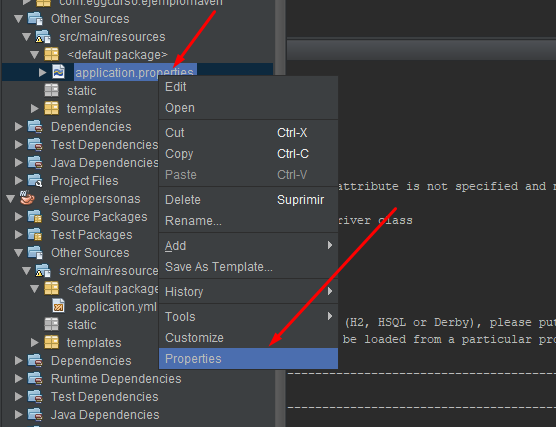 com.eggcurso.ejemplomaven
Other Sources
src/main/resources
<default package>
application.properties
static
templates
Dependencies
Test Dependencies
Java Dependencies
Project Files
ejemplopersonas
Source Packages
Test Packages
Other Sources
src/main/resource
<default package
application.yml
static
templates
Dependencies
Runtime Dependencies
Test Dependencies
Java Dependencies
Edit
Open
Cut Ctrl-X
Copy Ctrl-C
Paste Ctrl-V
Delete Suprimir
Rename...
Add
Save As Template...
History
Tools
Customize
Properties
attribute is not specified and
river class
(H2, HSQL or Derby), please put
be loaded from a particular pro